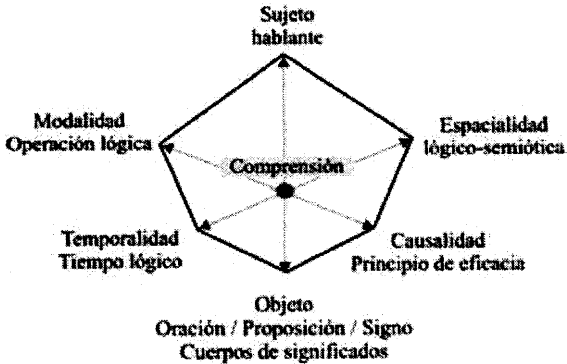 Sujeto
hablante
Modalidad
Operación lógica
Espacialidad
lógico-semiótica
Comprensión
Temporalidad
Tiempo lógico
Causalidad
Principio de eficacia
Objeto
Oración / Proposición / Signo
Cuerpos de significados